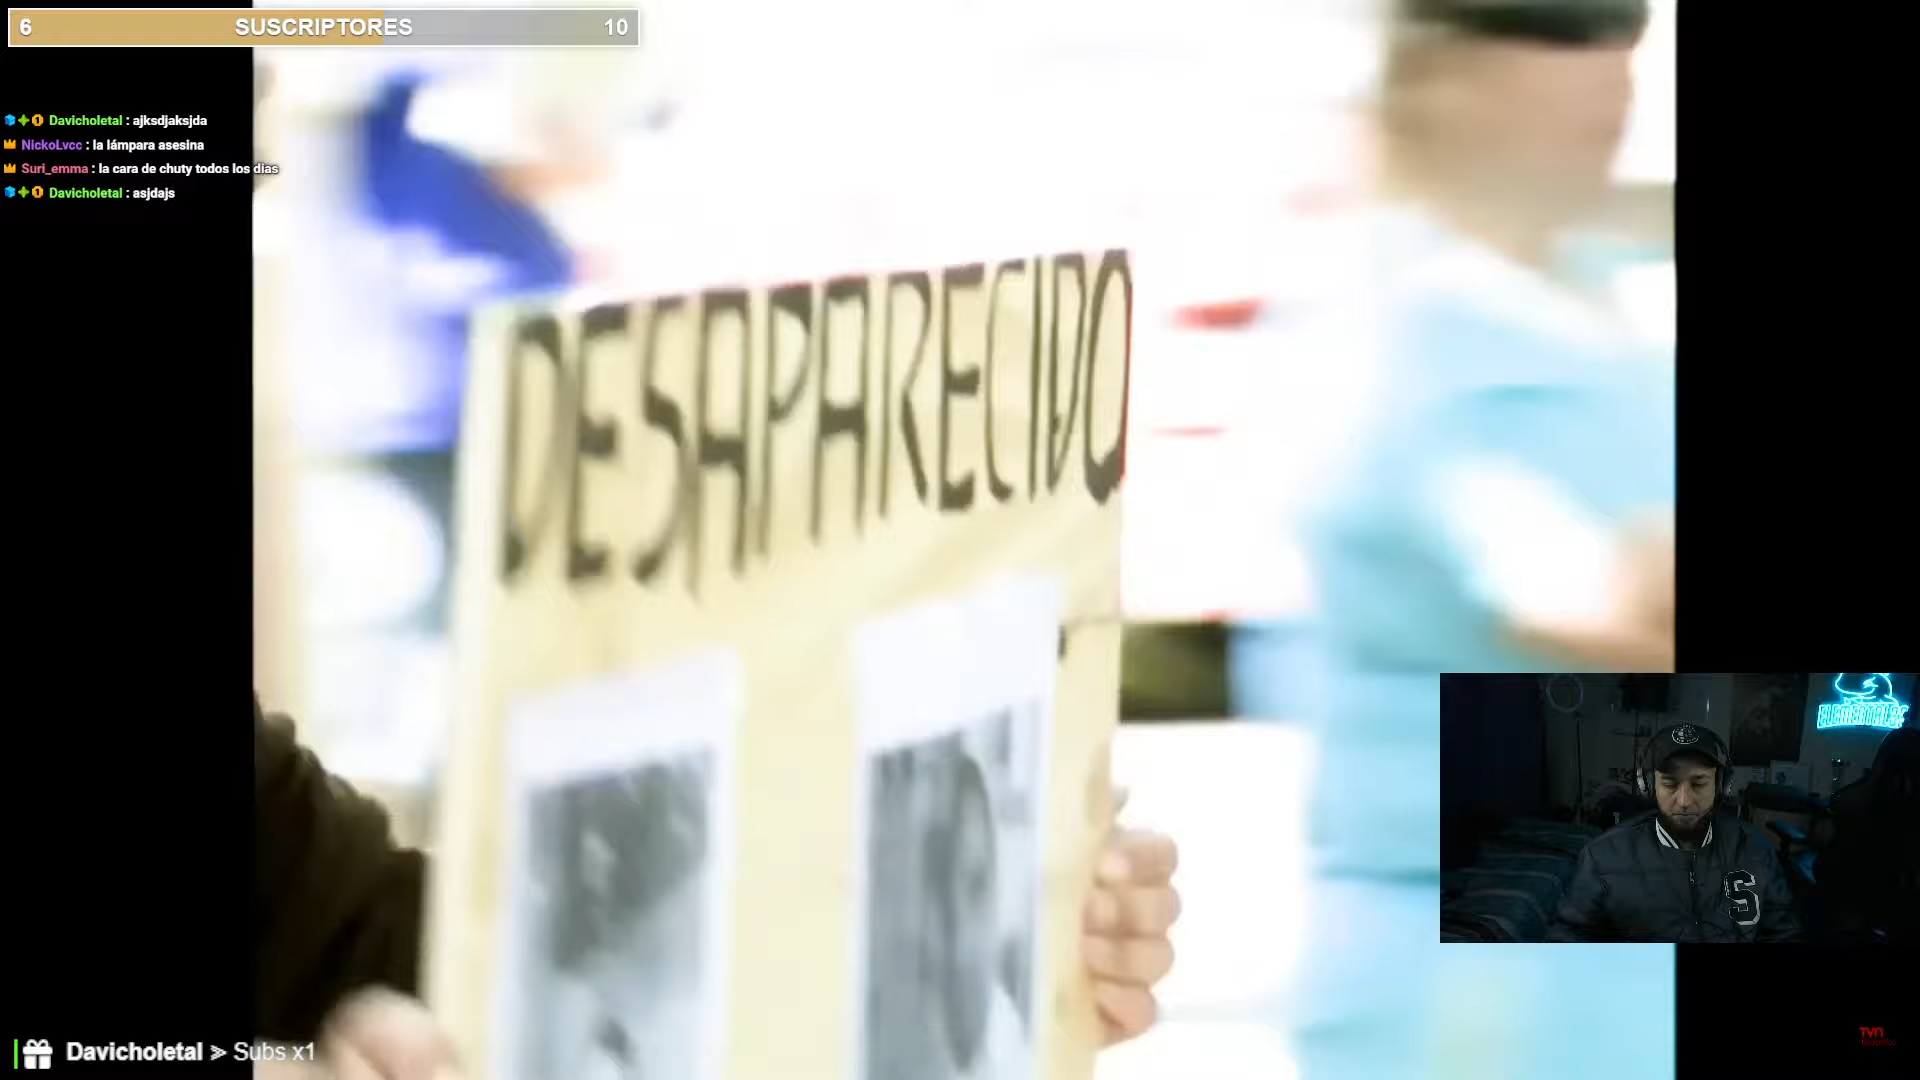 6 SUSCRIPTORES 10
Davicholetal : ajksdjaksjda
NickoLvcc : la lámpara asesina
Suri_emma : la cara de chuty todos los dias
Davicholetal : asjdajs
DESAPARECIDO
S
Davicholetal > Subs x1
TVN